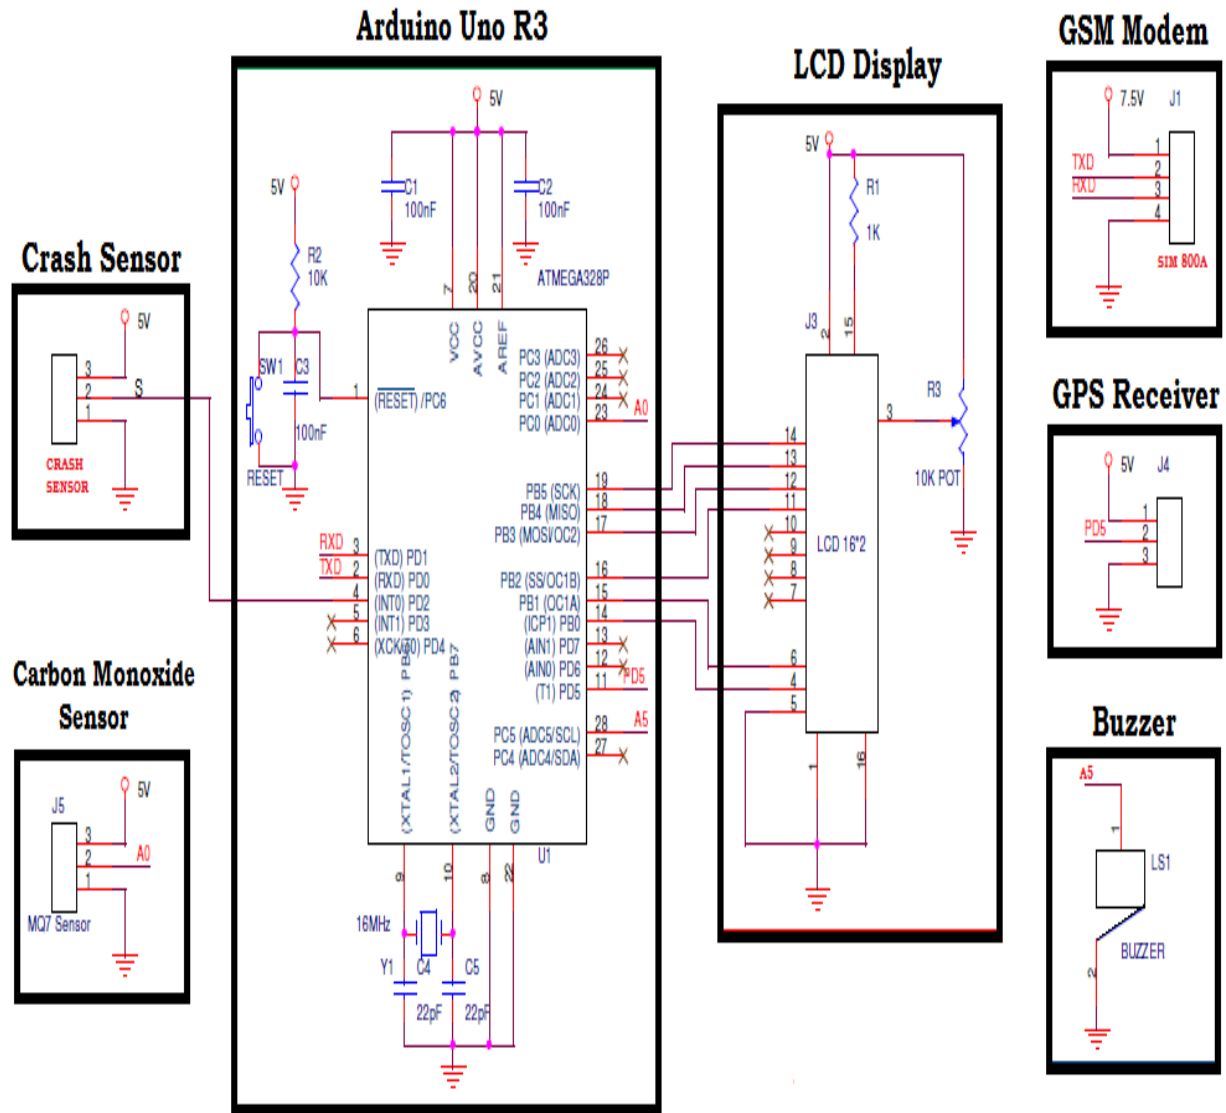 Arduino Uno R3
5V
C1
100nF
C2
100nF
5V
R2
10K
ATMEGA328P
7
20
21
VCC
AVCC
AREF
SW1
C3
100nF
RESET
1
(RESET) /PC6
PC3 (ADC3)
26
PC2 (ADC2)
25
PC1 (ADC1)
24
PC0 (ADC0)
23
A0
PB5 (SCK)
19
PB4 (MISO)
18
PB3 (MOSI/OC2)
17
RXD
3
(TXD) PD1
TXD
2
(RXD) PD0
4
(INT0) PD2
5
(INT1) PD3
6
(XCK/T0) PD4
PB2 (SS/OC1B)
16
PB1 (OC1A)
15
(ICP1) PB0
14
(AIN1) PD7
13
(AIN0) PD6
12
(T1) PD5
11
PD5
PC5 (ADC5/SCL)
28
A5
PC4 (ADC4/SDA)
27
(XTAL1/TOSC1) PB6
(XTAL2/TOSC2) PB7
GND
GND
U1
9
10
8
22
16MHz
Y1
C4
22pF
C5
22pF
Crash Sensor
5V
3
2
S
1
CRASH
SENSOR
Carbon Monoxide
Sensor
5V
J5
3
2
A0
1
MQ7 Sensor
LCD Display
5V
R1
1K
J3
2
15
R3
3
10K POT
14
13
12
11
10
9
8
7
LCD 16*2
6
4
5
1
16
GSM Modem
7.5V
J1
1
TXD
2
RXD
3
4
SIM 800A
GPS Receiver
5V
J4
1
PD5
2
3
Buzzer
A5
1
LS1
BUZZER
2